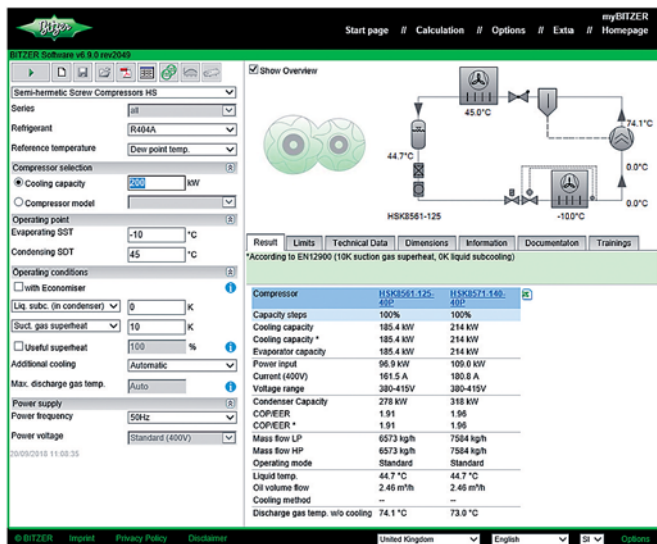 Bitzer
myBITZER
Start page // Calculation // Options // Extra // Homepage
BITZER Software v6.9.0 rev2049
Semi-hermetic Screw Compressors HS
Series all
Refrigerant R404A
Reference temperature Dew point temp.
Compressor selection
Cooling capacity 200 kW
Compressor model
Operating point
Evaporating SST -10 °C
Condensing SDT 45 °C
Operating conditions
with Economiser
Liq. subc. (in condenser) 0 K
Suct. gas superheat 10 K
Useful superheat 100 %
Additional cooling Automatic
Max. discharge gas temp. Auto
Power supply
Power frequency 50Hz
Power voltage Standard (400V)
20/05/2018 11:08:35
Show Overview
45.0°C
74.1°C
44.7°C
0.0°C
0.0°C
HSK8561-125
-10.0°C
Result Limits Technical Data Dimensions Information Documentaton Trainings
*According to EN12900 (10K suction gas superheat, 0K liquid subcooling)
Compressor HSK8561-125-40P HSK8571-140-40P
Capacity steps 100% 100%
Cooling capacity 185.4 kW 214 kW
Cooling capacity * 185.4 kW 214 kW
Evaporator capacity 185.4 kW 214 kW
Power input 96.9 kW 109.0 kW
Current (400V) 161.5 A 180.8 A
Voltage range 380-415V 380-415V
Condenser Capacity 278 kW 318 kW
COP/EER 1.91 1.96
COP/EER * 1.91 1.96
Mass flow LP 6573 kg/h 7584 kg/h
Mass flow HP 6573 kg/h 7584 kg/h
Operating mode Standard Standard
Liquid temp. 44.7 °C 44.7 °C
Oil volume flow 2.46 m³/h 2.46 m³/h
Cooling method -- --
Discharge gas temp. w/o cooling 74.1 °C 73.0 °C
© BITZER Imprint Privacy Policy Disclaimer United Kingdom English SI Options